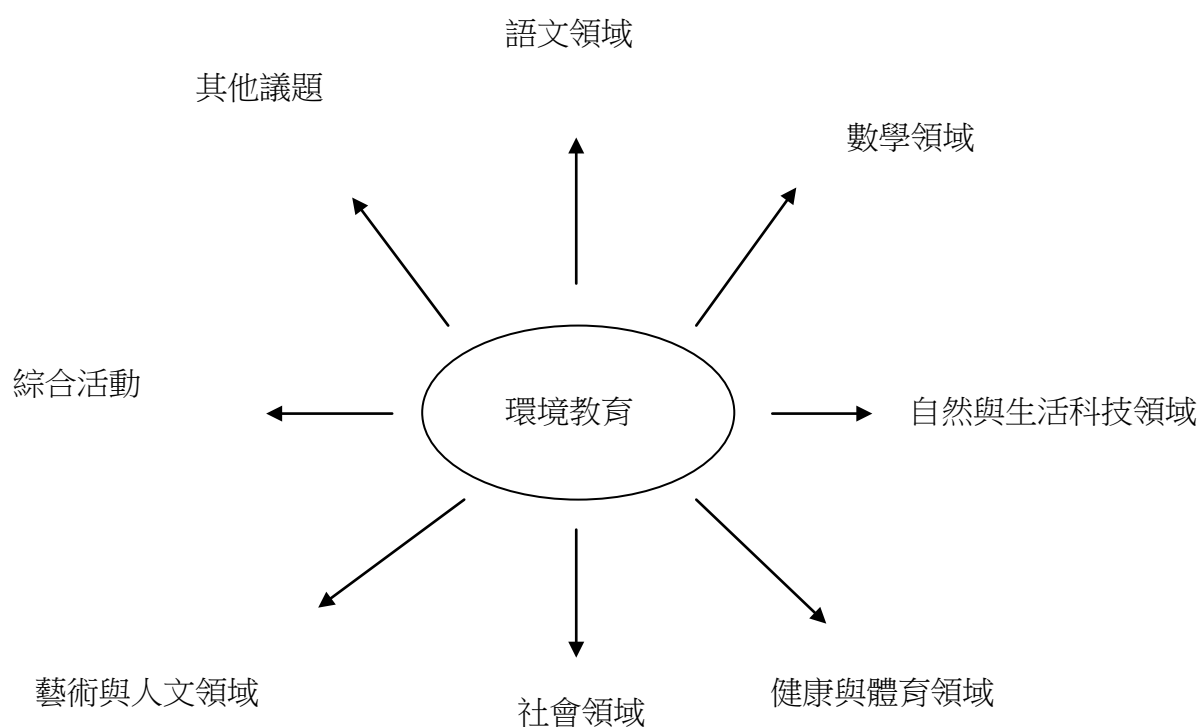 語文領域
其他議題
數學領域
綜合活動
環境教育
自然與生活科技領域
藝術與人文領域
社會領域
健康與體育領域